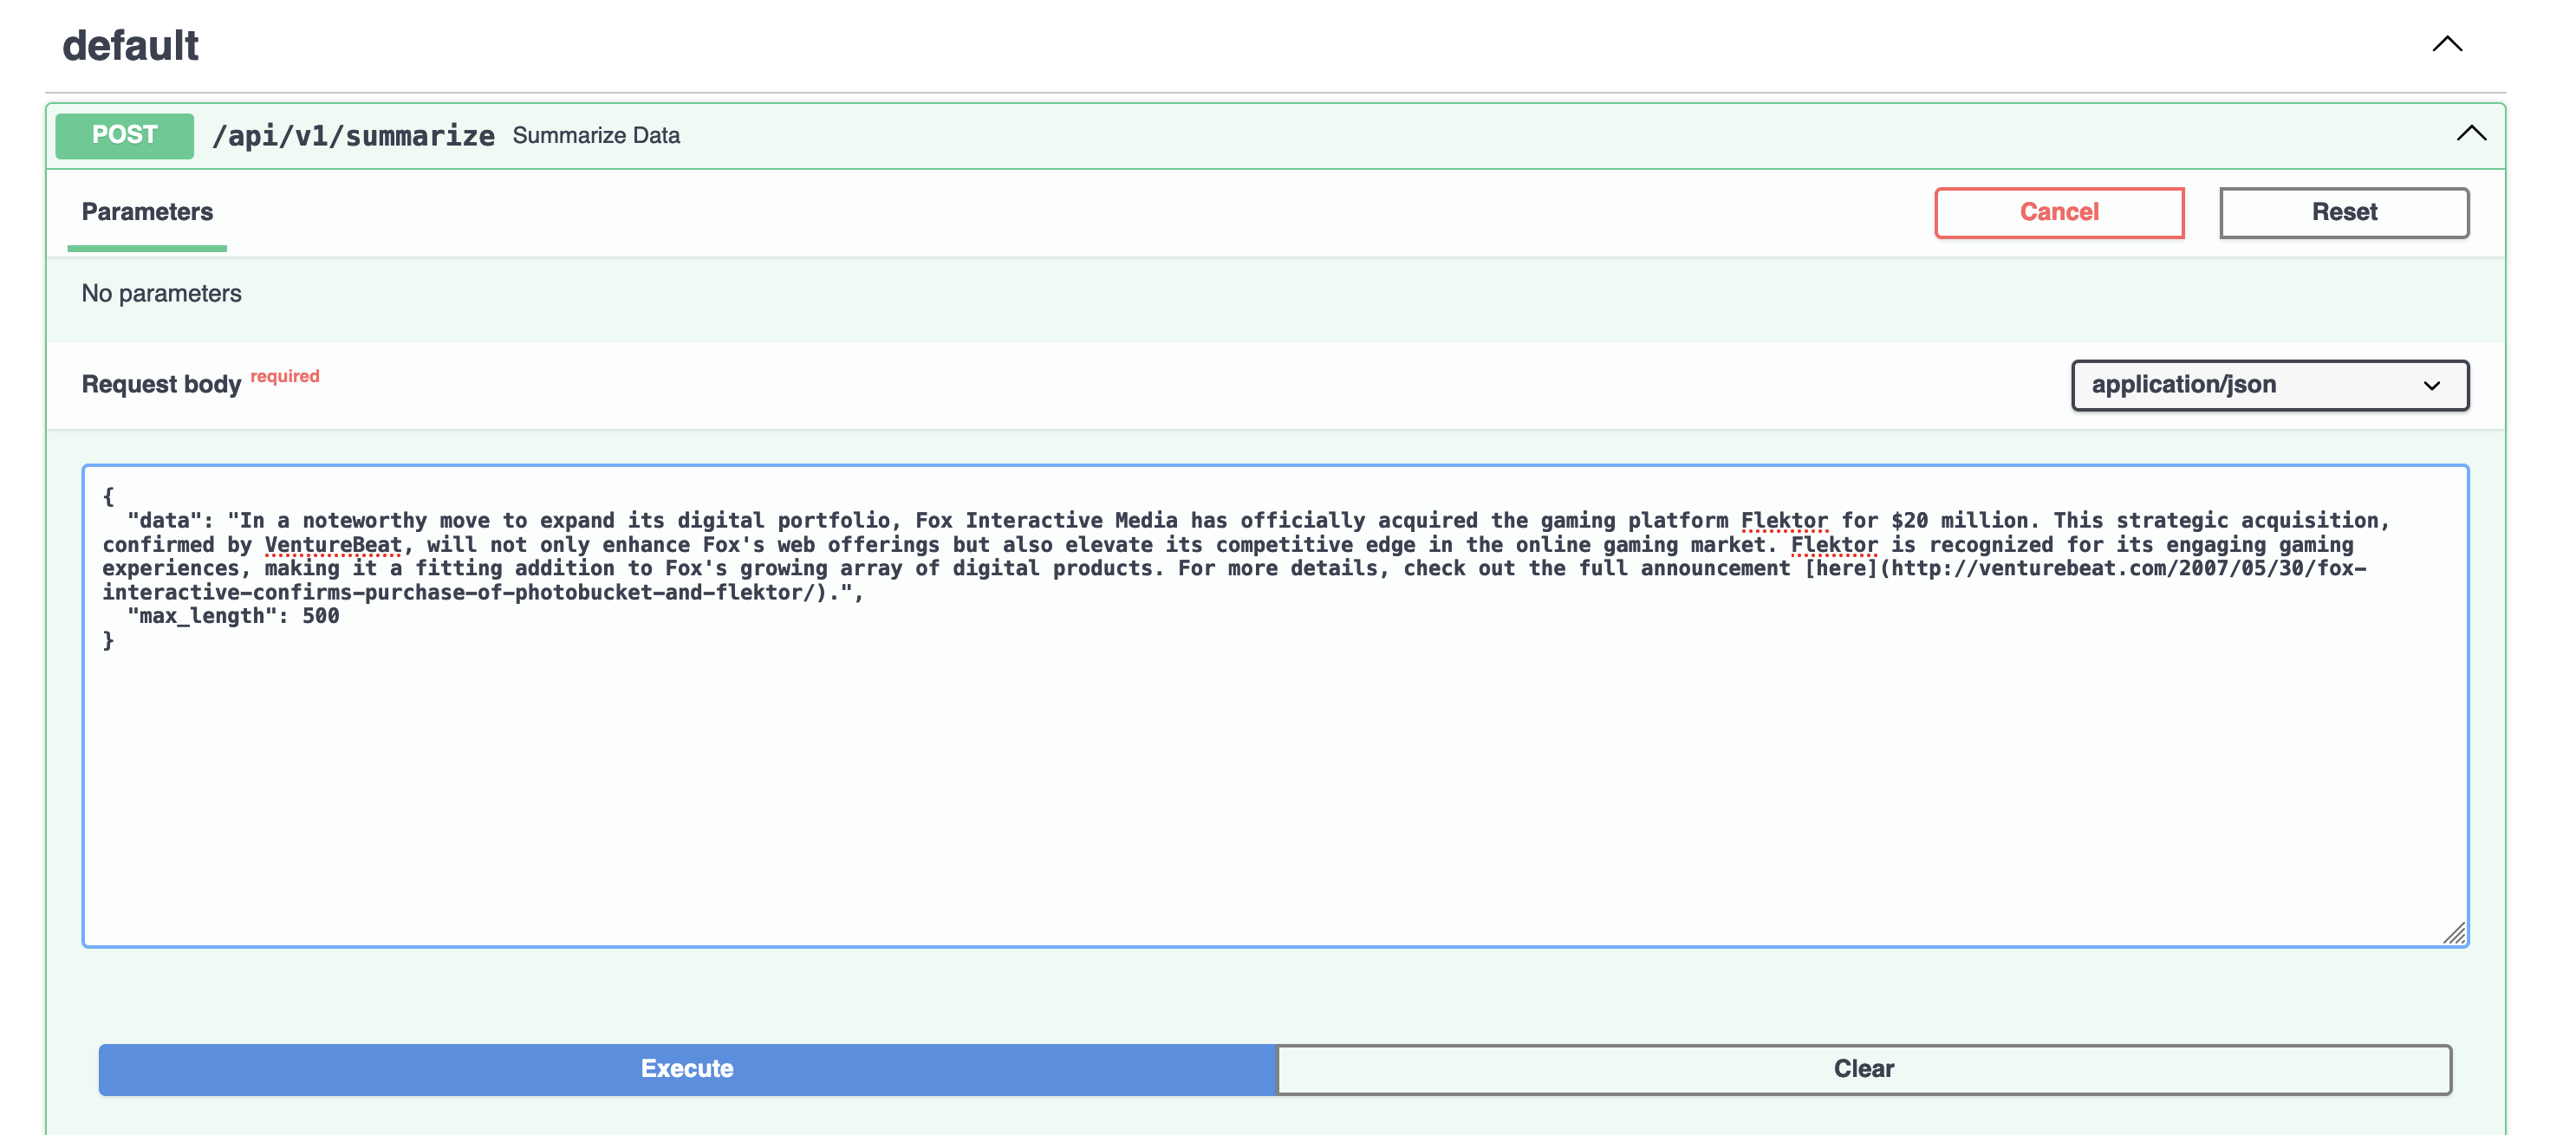 default
POST /api/v1/summarize Summarize Data
Parameters
Cancel
Reset
No parameters
Request body required
application/json
{
  "data": "In a noteworthy move to expand its digital portfolio, Fox Interactive Media has officially acquired the gaming platform Flektor for $20 million. This strategic acquisition,
confirmed by VentureBeat, will not only enhance Fox's web offerings but also elevate its competitive edge in the online gaming market. Flektor is recognized for its engaging gaming
experiences, making it a fitting addition to Fox's growing array of digital products. For more details, check out the full announcement [here](http://venturebeat.com/2007/05/30/fox-
interactive-confirms-purchase-of-photobucket-and-flektor/).",
  "max_length": 500
}
Execute
Clear